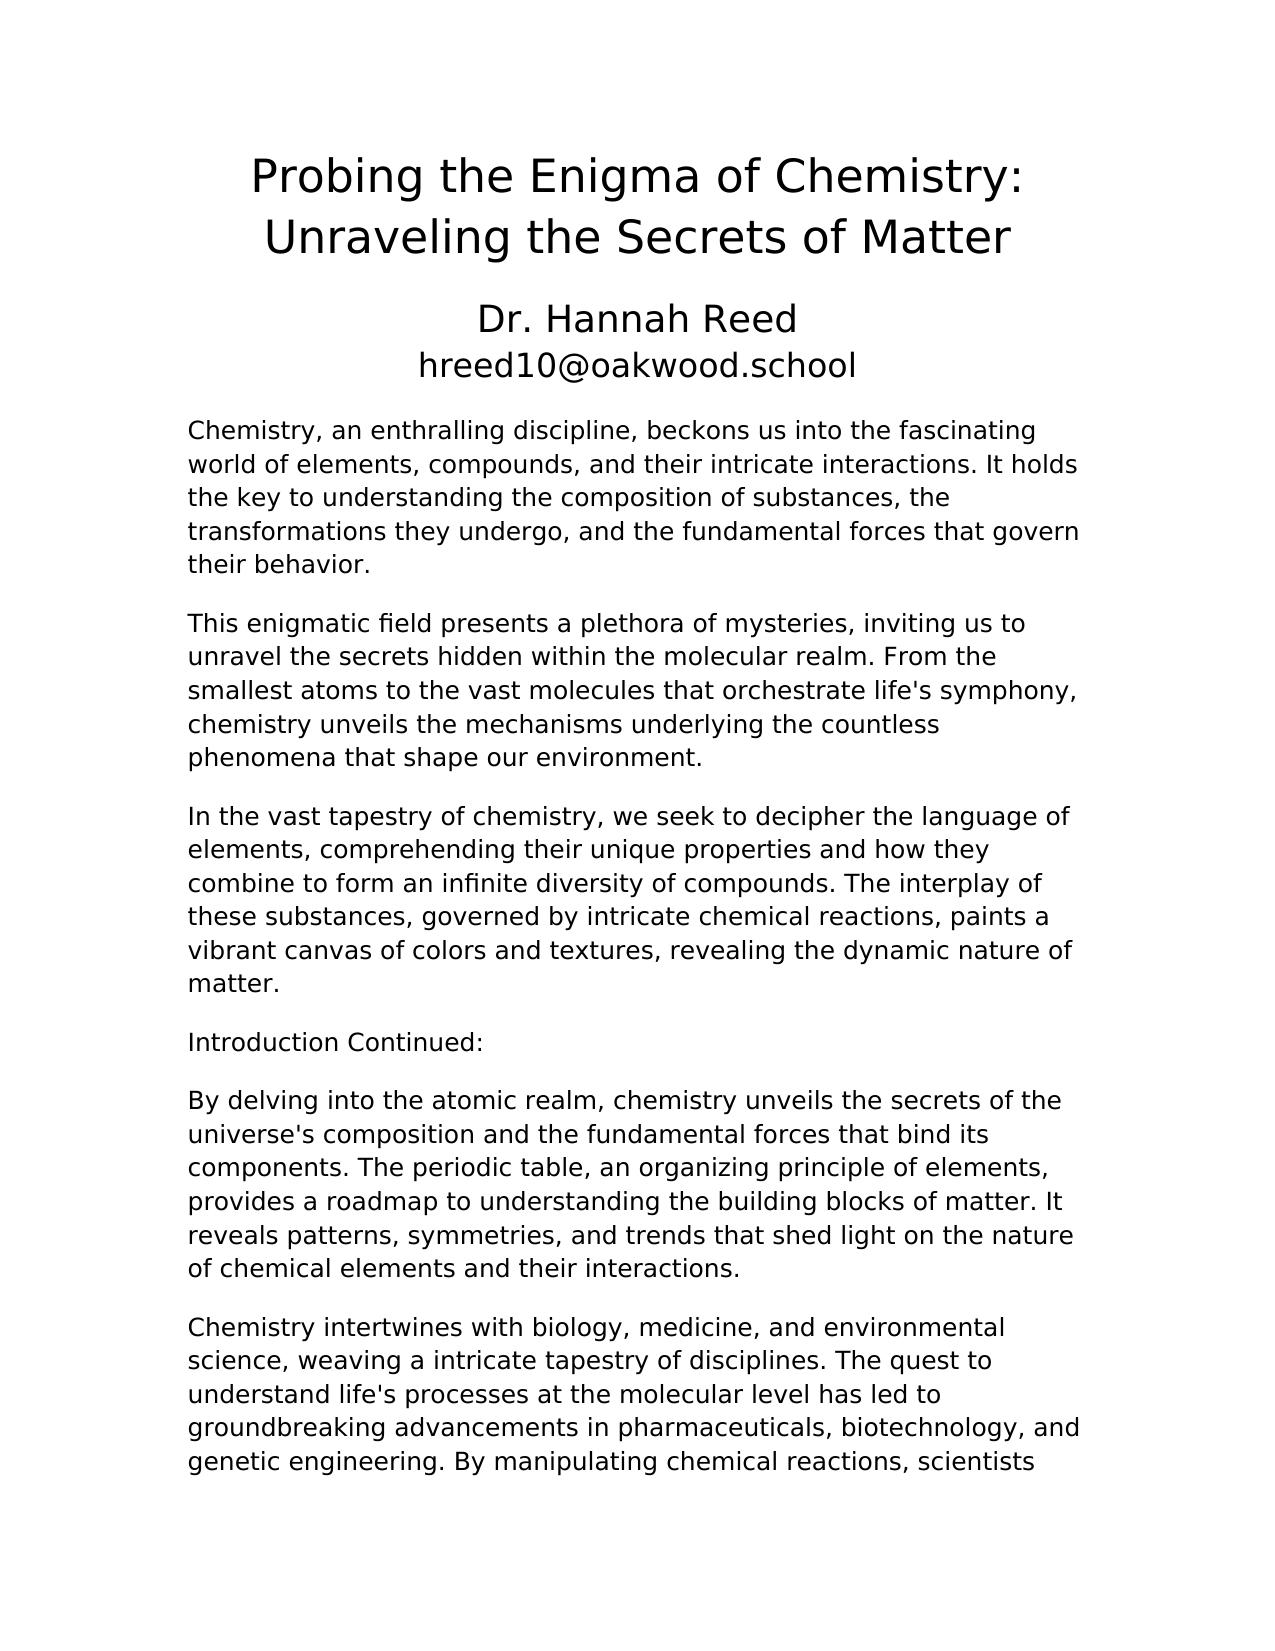 Probing the Enigma of Chemistry:
Unraveling the Secrets of Matter
Dr. Hannah Reed
hreed10@oakwood.school
Chemistry, an enthralling discipline, beckons us into the fascinating
world of elements, compounds, and their intricate interactions. It holds
the key to understanding the composition of substances, the
transformations they undergo, and the fundamental forces that govern
their behavior.
This enigmatic field presents a plethora of mysteries, inviting us to
unravel the secrets hidden within the molecular realm. From the
smallest atoms to the vast molecules that orchestrate life's symphony,
chemistry unveils the mechanisms underlying the countless
phenomena that shape our environment.
In the vast tapestry of chemistry, we seek to decipher the language of
elements, comprehending their unique properties and how they
combine to form an infinite diversity of compounds. The interplay of
these substances, governed by intricate chemical reactions, paints a
vibrant canvas of colors and textures, revealing the dynamic nature of
matter.
Introduction Continued:
By delving into the atomic realm, chemistry unveils the secrets of the
universe's composition and the fundamental forces that bind its
components. The periodic table, an organizing principle of elements,
provides a roadmap to understanding the building blocks of matter. It
reveals patterns, symmetries, and trends that shed light on the nature
of chemical elements and their interactions.
Chemistry intertwines with biology, medicine, and environmental
science, weaving a intricate tapestry of disciplines. The quest to
understand life's processes at the molecular level has led to
groundbreaking advancements in pharmaceuticals, biotechnology, and
genetic engineering. By manipulating chemical reactions, scientists